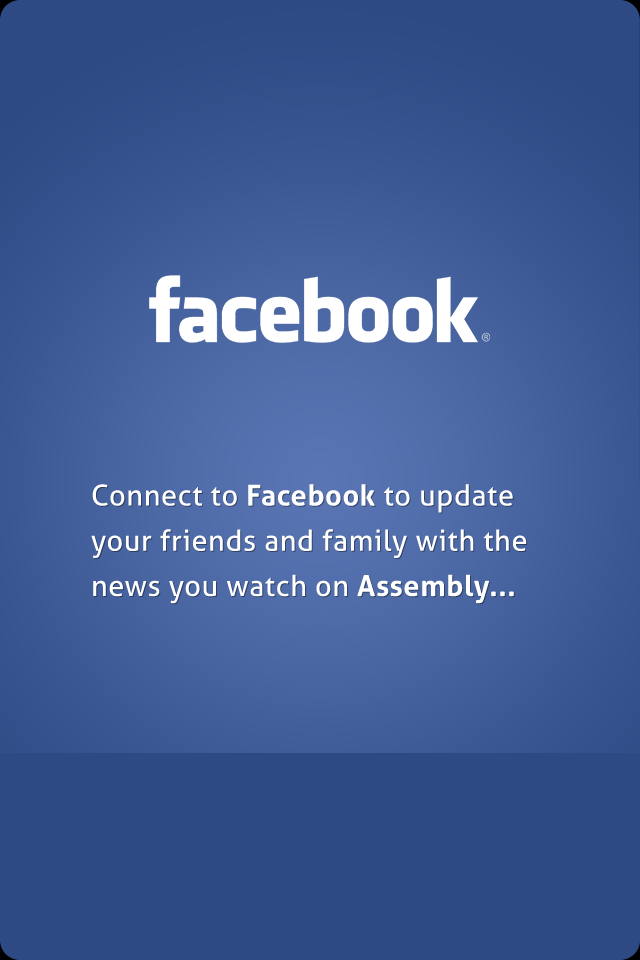 facebook®
Connect to Facebook to update
your friends and family with the
news you watch on Assembly...